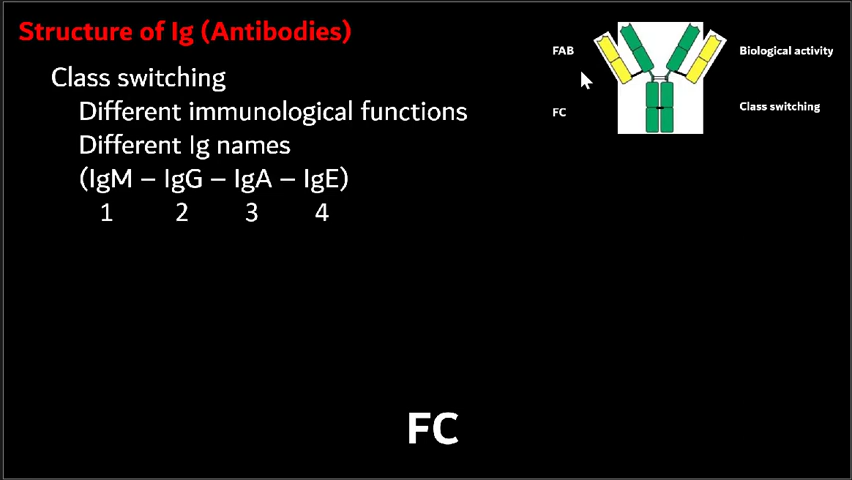 Structure of Ig (Antibodies)
Class switching
Different immunological functions
Different Ig names
(IgM – IgG – IgA – IgE)
1 2 3 4
FAB
Biological activity
FC
Class switching
FC